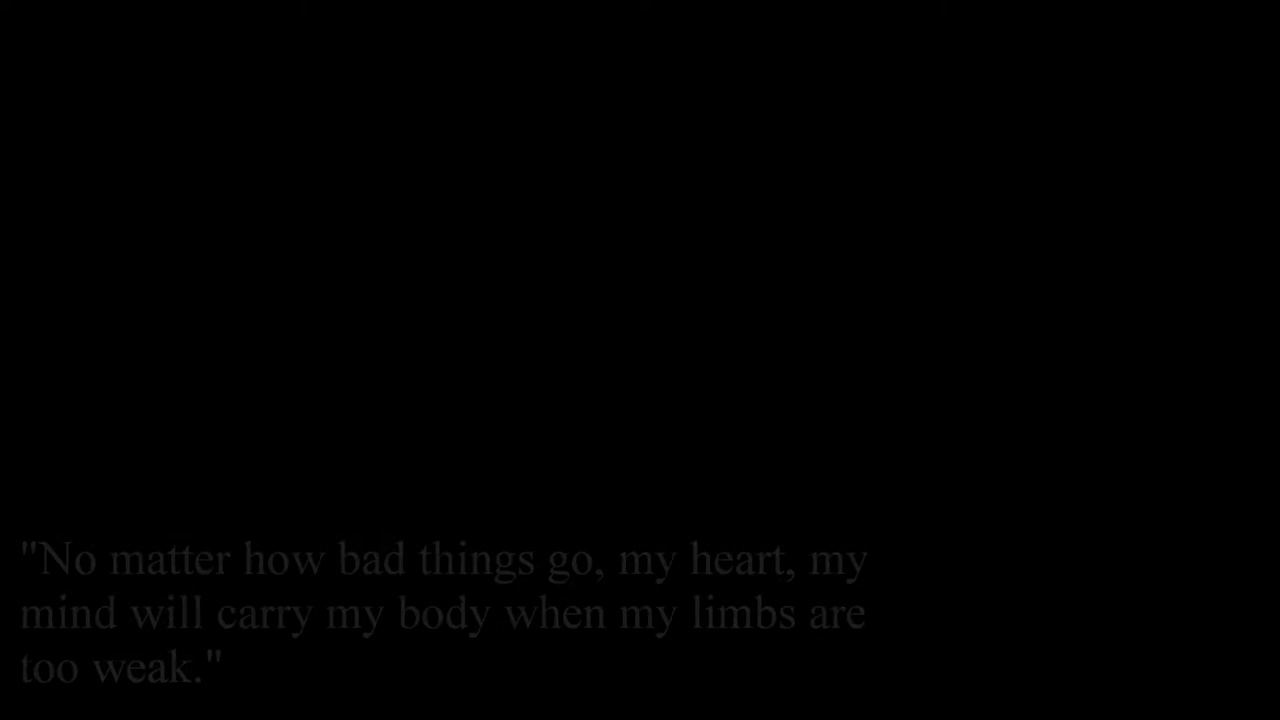 "No matter how bad things go, my heart, my
mind will carry my body when my limbs are
too weak."